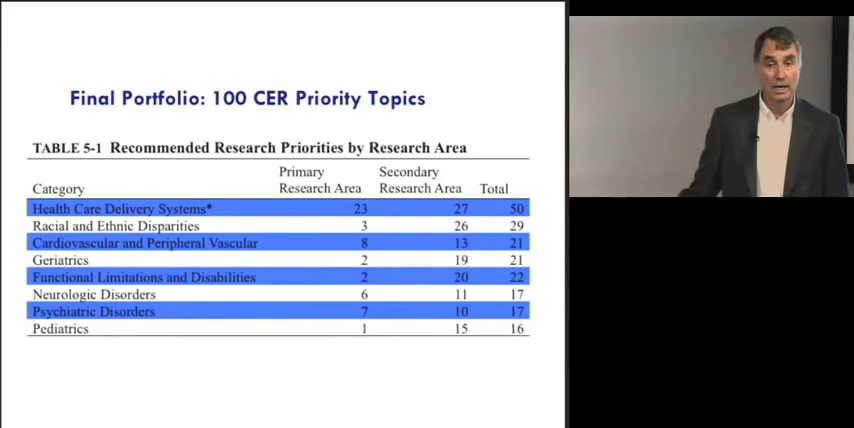 Final Portfolio: 100 CER Priority Topics
TABLE 5-1 Recommended Research Priorities by Research Area
Category Primary Research Area Secondary Research Area Total
Health Care Delivery Systems* 23 27 50
Racial and Ethnic Disparities 3 26 29
Cardiovascular and Peripheral Vascular 8 13 21
Geriatrics 2 19 21
Functional Limitations and Disabilities 2 20 22
Neurologic Disorders 6 11 17
Psychiatric Disorders 7 10 17
Pediatrics 1 15 16